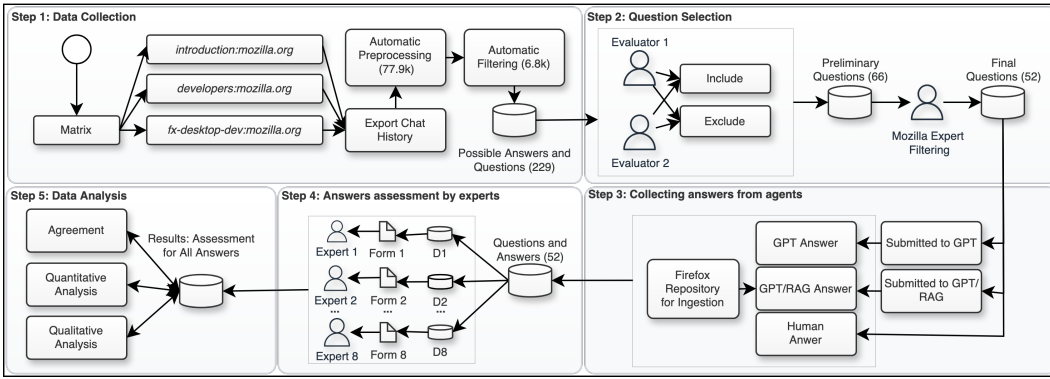 Step 1: Data Collection
introduction:mozilla.org
developers:mozilla.org
fx-desktop-dev:mozilla.org
Matrix
Automatic
Preprocessing
(77.9k)
Automatic
Filtering (6.8k)
Export Chat
History
Possible Answers and
Questions (229)
Step 2: Question Selection
Evaluator 1
Evaluator 2
Include
Exclude
Preliminary
Questions (66)
Mozilla Expert
Filtering
Final
Questions (52)
Step 5: Data Analysis
Agreement
Quantitative
Analysis
Qualitative
Analysis
Results: Assessment
for All Answers
Step 4: Answers assessment by experts
Expert 1
Form 1
D1
Expert 2
Form 2
D2
...
...
...
Expert 8
Form 8
D8
Questions and
Answers (52)
Step 3: Collecting answers from agents
Firefox
Repository
for Ingestion
GPT Answer
GPT/RAG Answer
Human
Anwer
Submitted to GPT
Submitted to GPT/
RAG